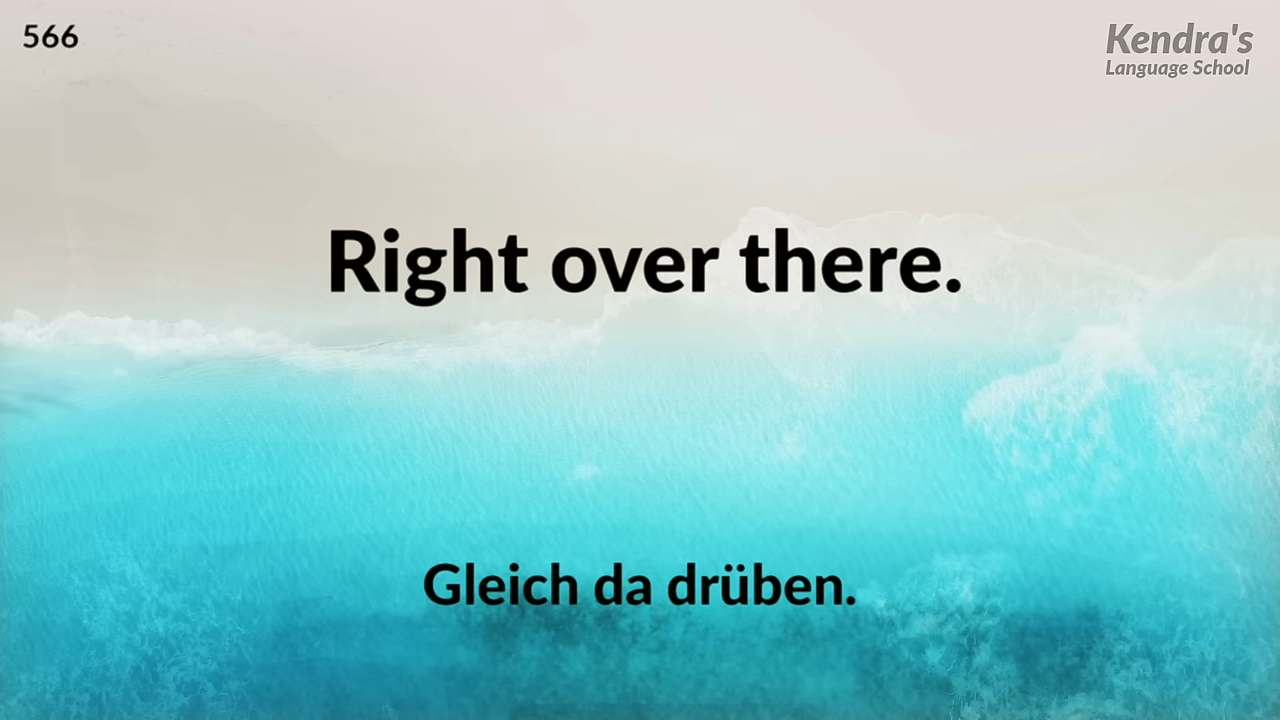 566
Kendra's
Language School
Right over there.
Gleich da drüben.